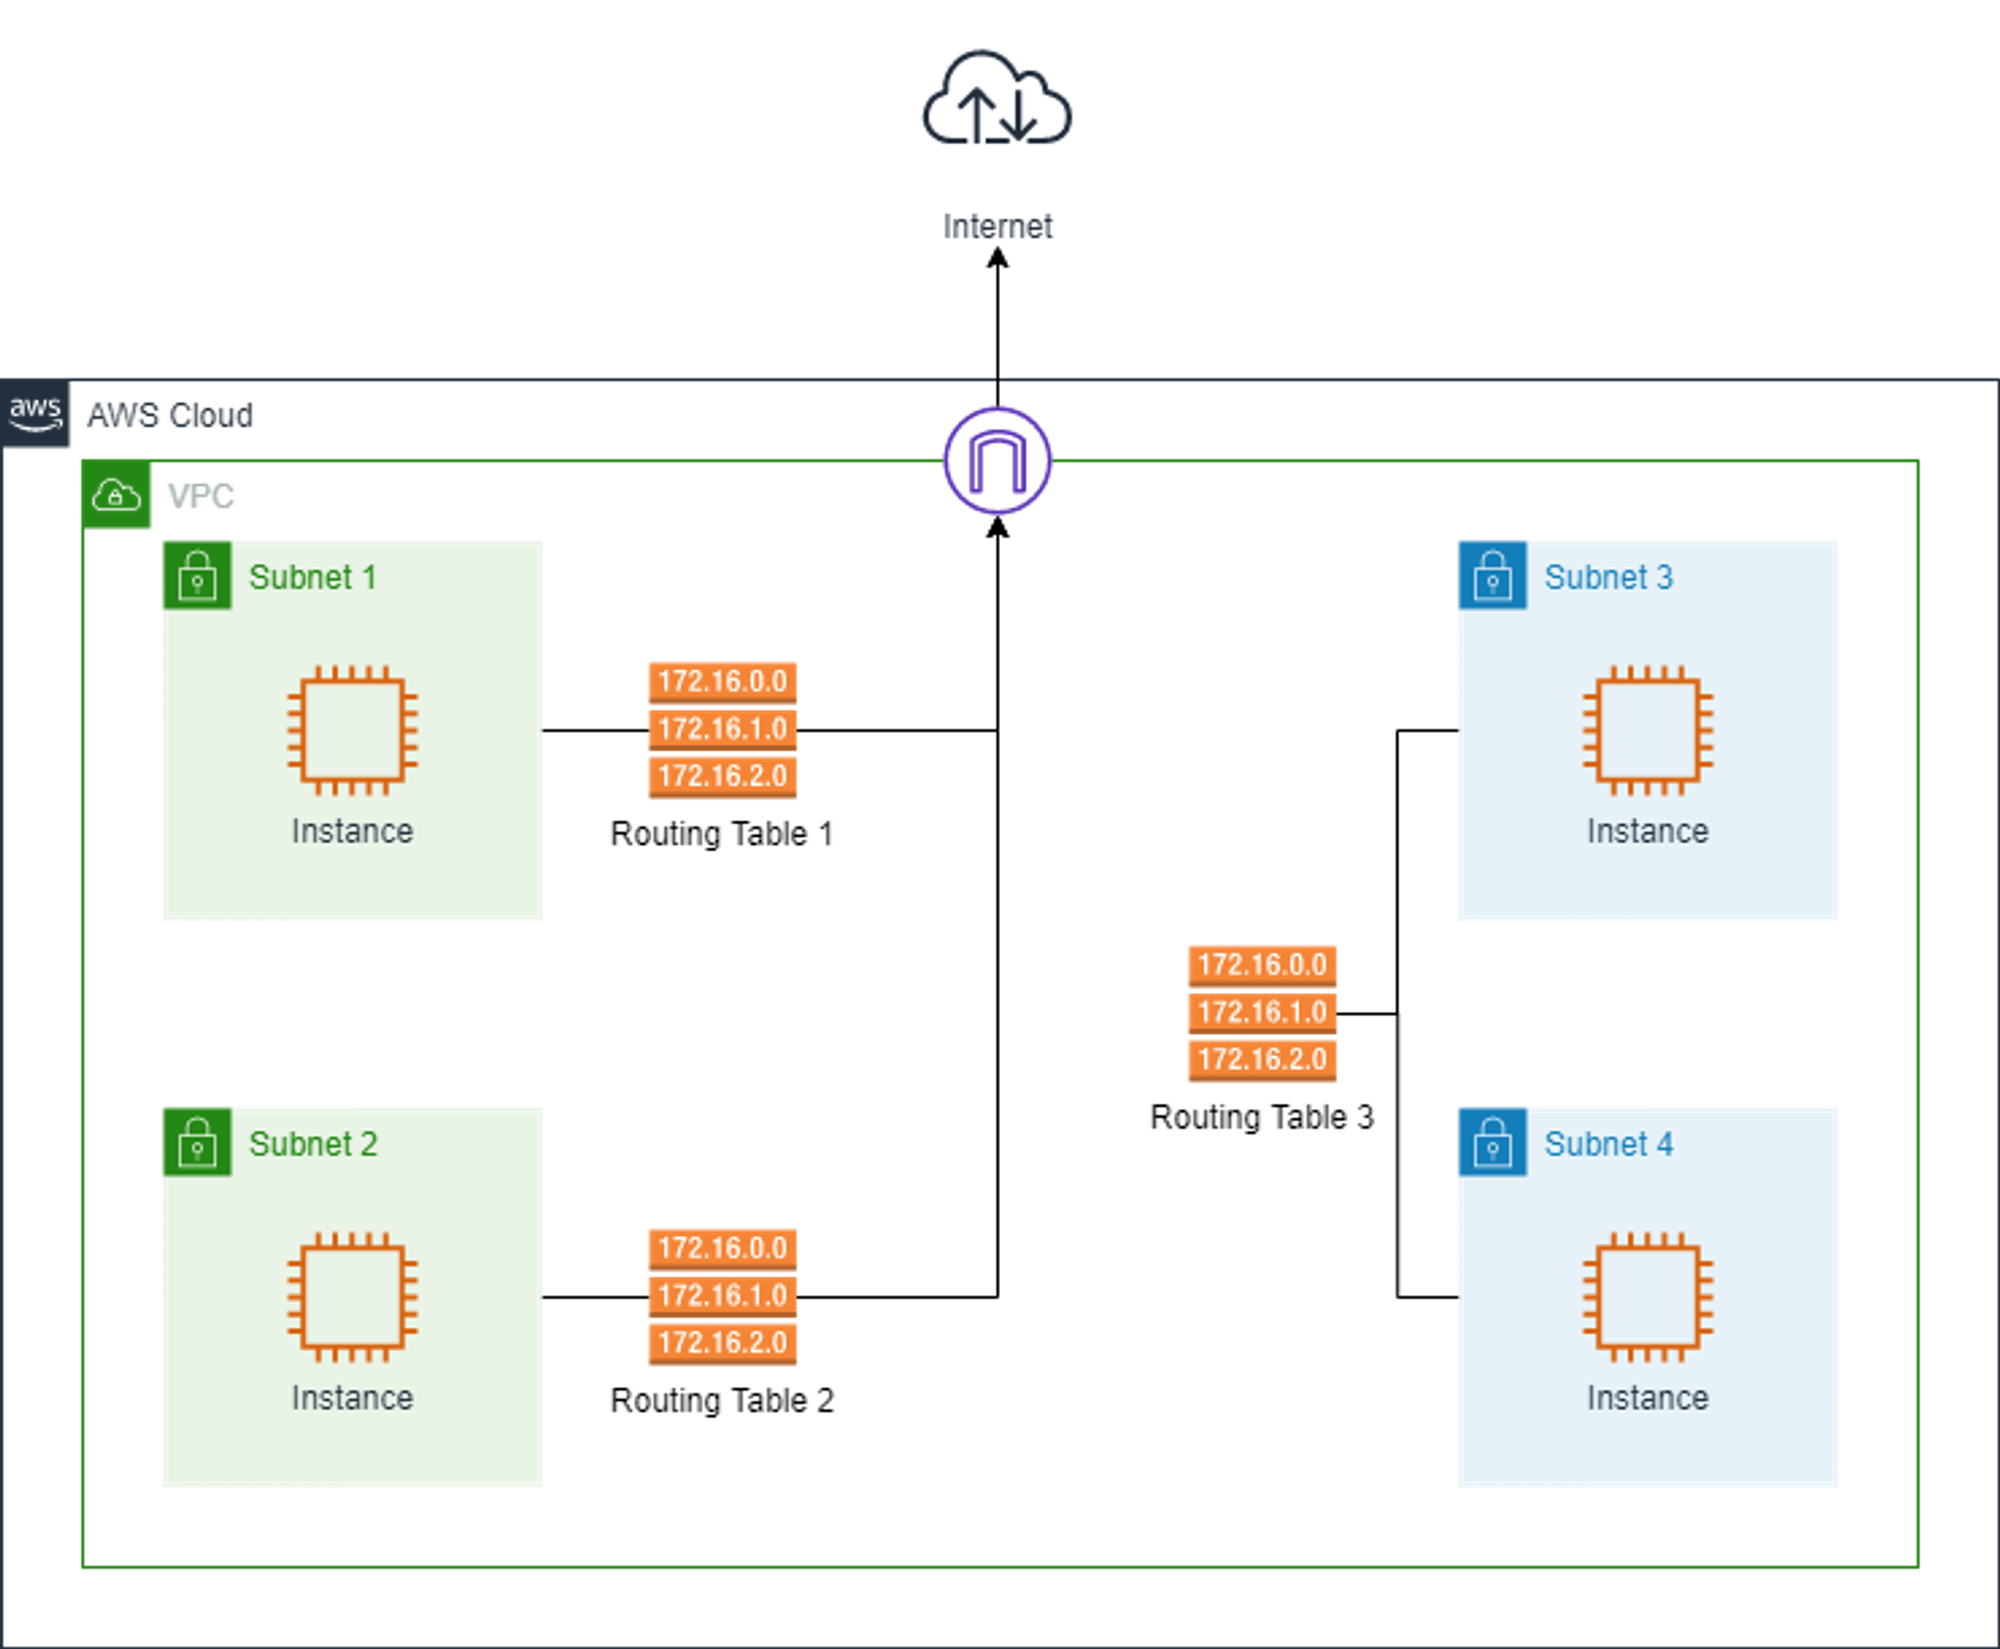 Internet
aws
AWS Cloud
VPC
Subnet 1
Instance
172.16.0.0
172.16.1.0
172.16.2.0
Routing Table 1
Subnet 2
Instance
172.16.0.0
172.16.1.0
172.16.2.0
Routing Table 2
172.16.0.0
172.16.1.0
172.16.2.0
Routing Table 3
Subnet 3
Instance
Subnet 4
Instance